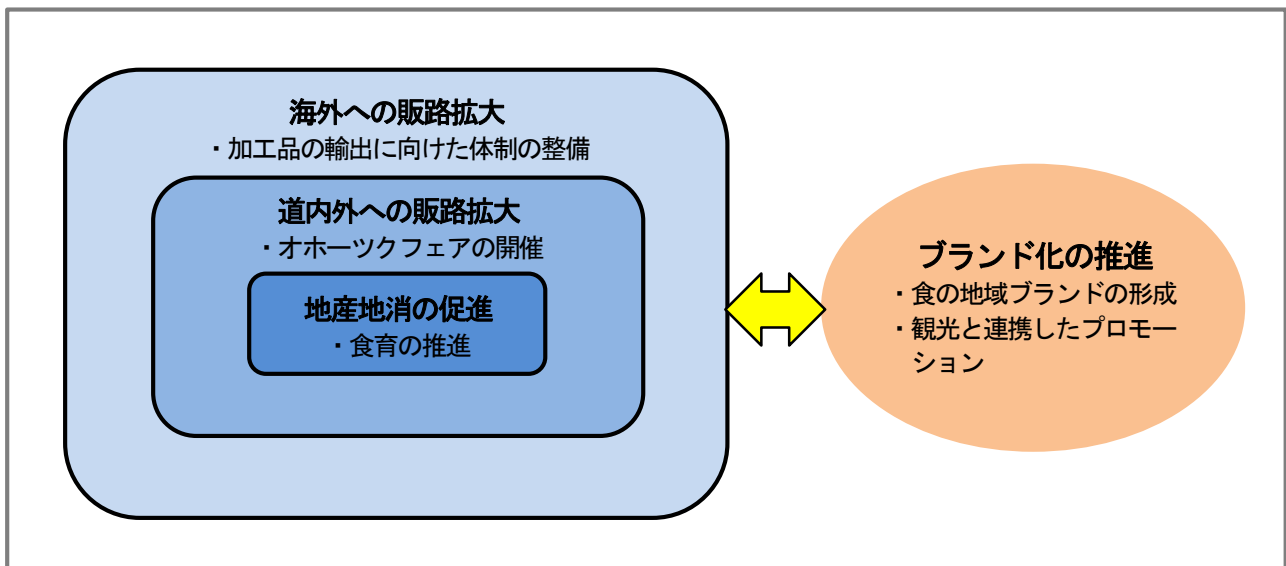 海外への販路拡大
・加工品の輸出に向けた体制の整備
道内外への販路拡大
・オホーツクフェアの開催
地産地消の促進
・食育の推進
ブランド化の推進
・食の地域ブランドの形成
・観光と連携したプロモー
ション